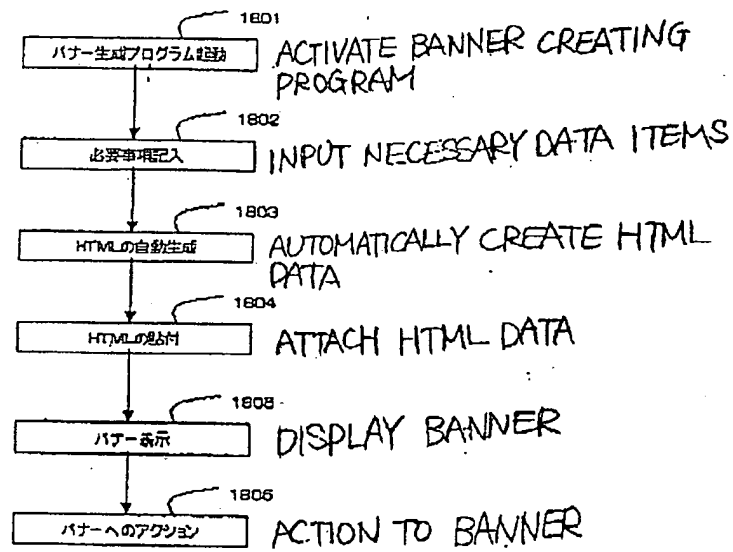 1801
バナー生成プログラム起動 ACTIVATE BANNER CREATING
PROGRAM
1802
必要事項記入 INPUT NECESSARY DATA ITEMS
1803
HTMLの自動生成 AUTOMATICALLY CREATE HTML
DATA
1804
HTMLの貼付 ATTACH HTML DATA
1805
バナー表示 DISPLAY BANNER
1806
バナーへのアクション ACTION TO BANNER